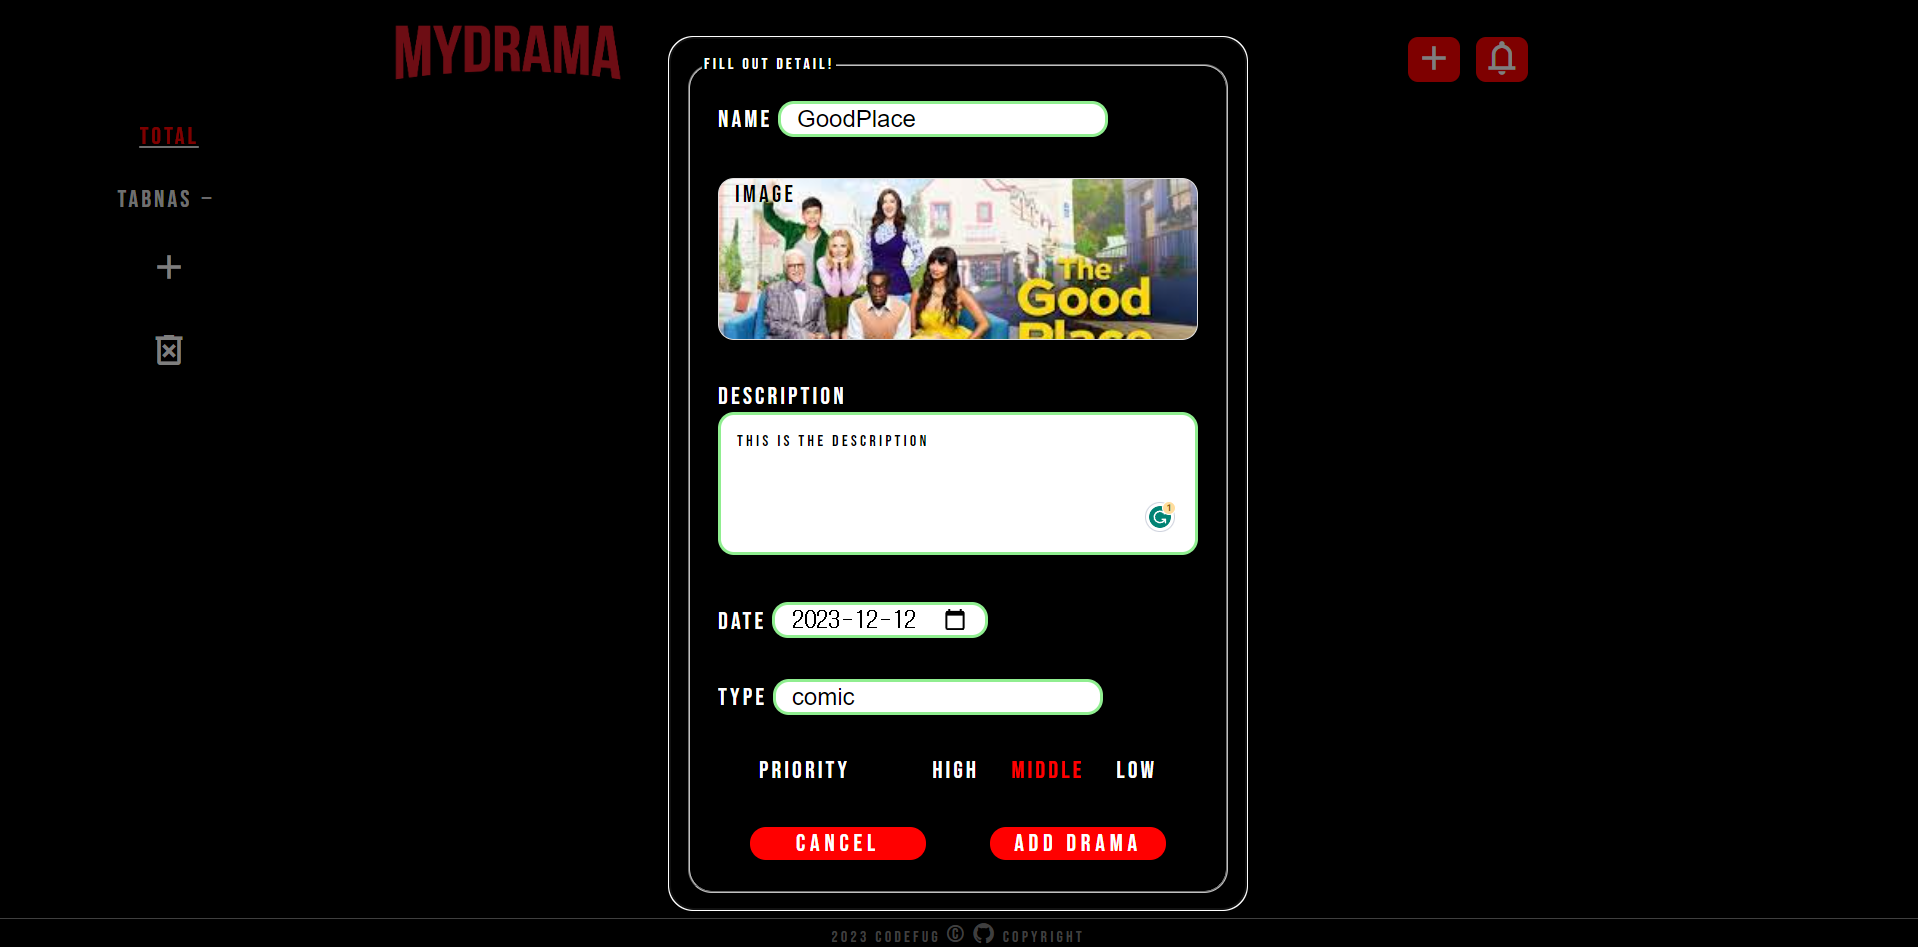 MYDRAMA
TOTAL
TABNAS –
FILL OUT DETAIL!
NAME GoodPlace
IMAGE
The
Good
Place
DESCRIPTION
THIS IS THE DESCRIPTION
1
DATE 2023-12-12
TYPE comic
PRIORITY HIGH MIDDLE LOW
CANCEL ADD DRAMA
2023 CODEFUG © COPYRIGHT